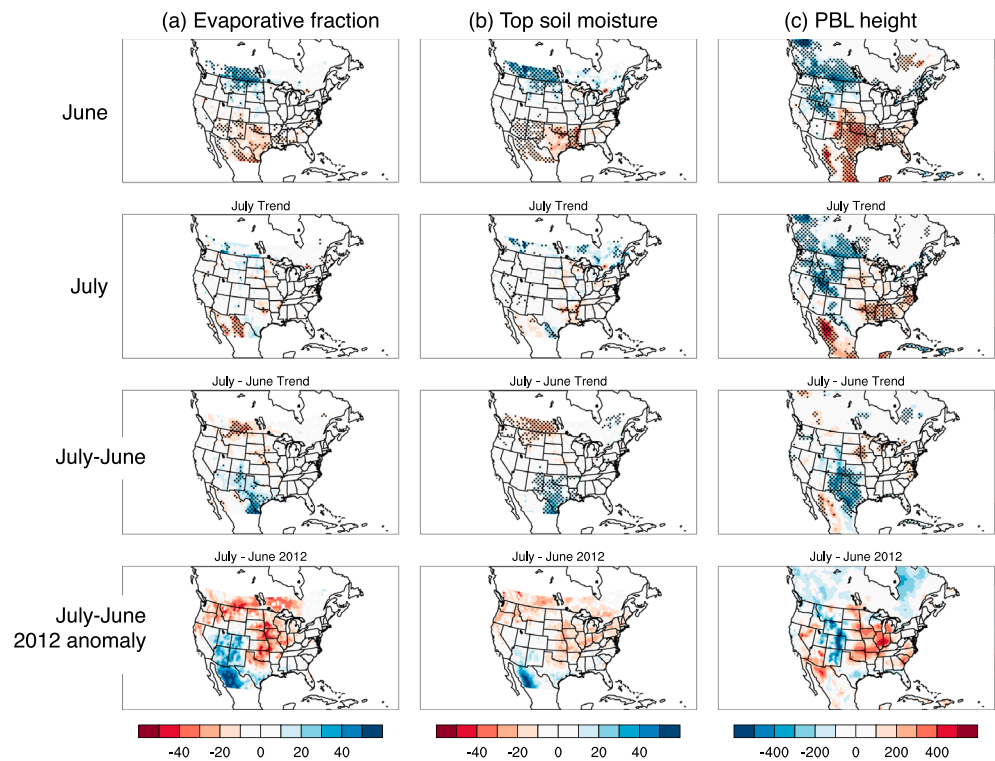 (a) Evaporative fraction (b) Top soil moisture (c) PBL height
June
July Trend July Trend July Trend
July
July - June Trend July - June Trend July - June Trend
July-June
July - June 2012 July - June 2012 July - June 2012
July-June
2012 anomaly
-40 -20 0 20 40 -40 -20 0 20 40 -400 -200 0 200 400